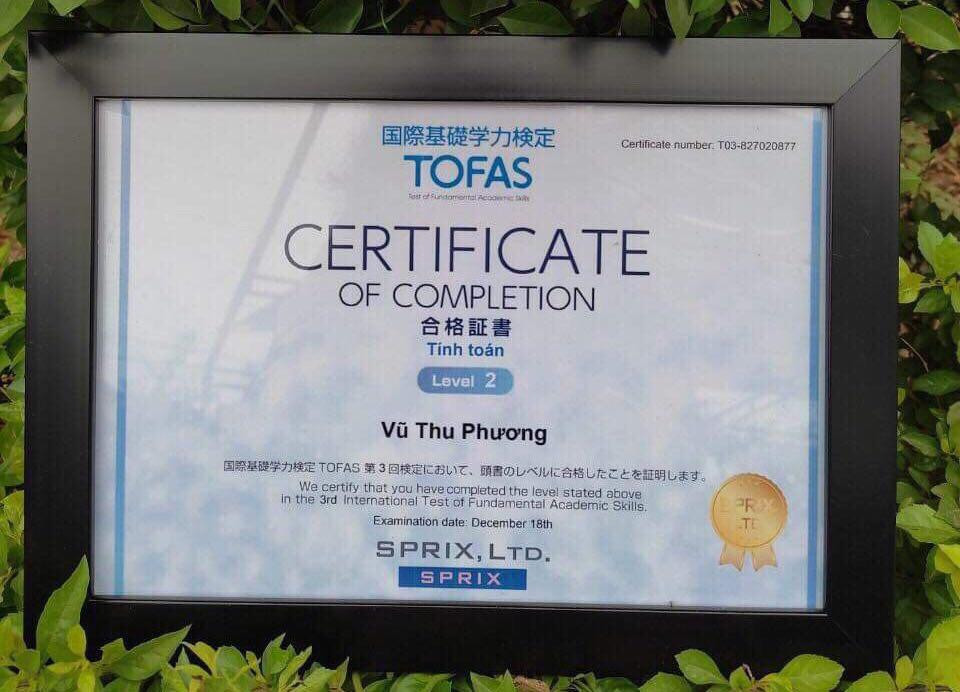 国際基礎学力検定
TOFAS
Test of Fundamental Academic Skills
Certificate number: T03-827020877
CERTIFICATE
OF COMPLETION
合格証書
Tính toán
Level 2
Vũ Thu Phương
国際基礎学力検定 TOFAS 第3回検定において、頭書のレベルに合格したことを証明します。
We certify that you have completed the level stated above
in the 3rd International Test of Fundamental Academic Skills.
Examination date: December 18th
SPRIX, LTD.
SPRIX
SPRIX
LTD